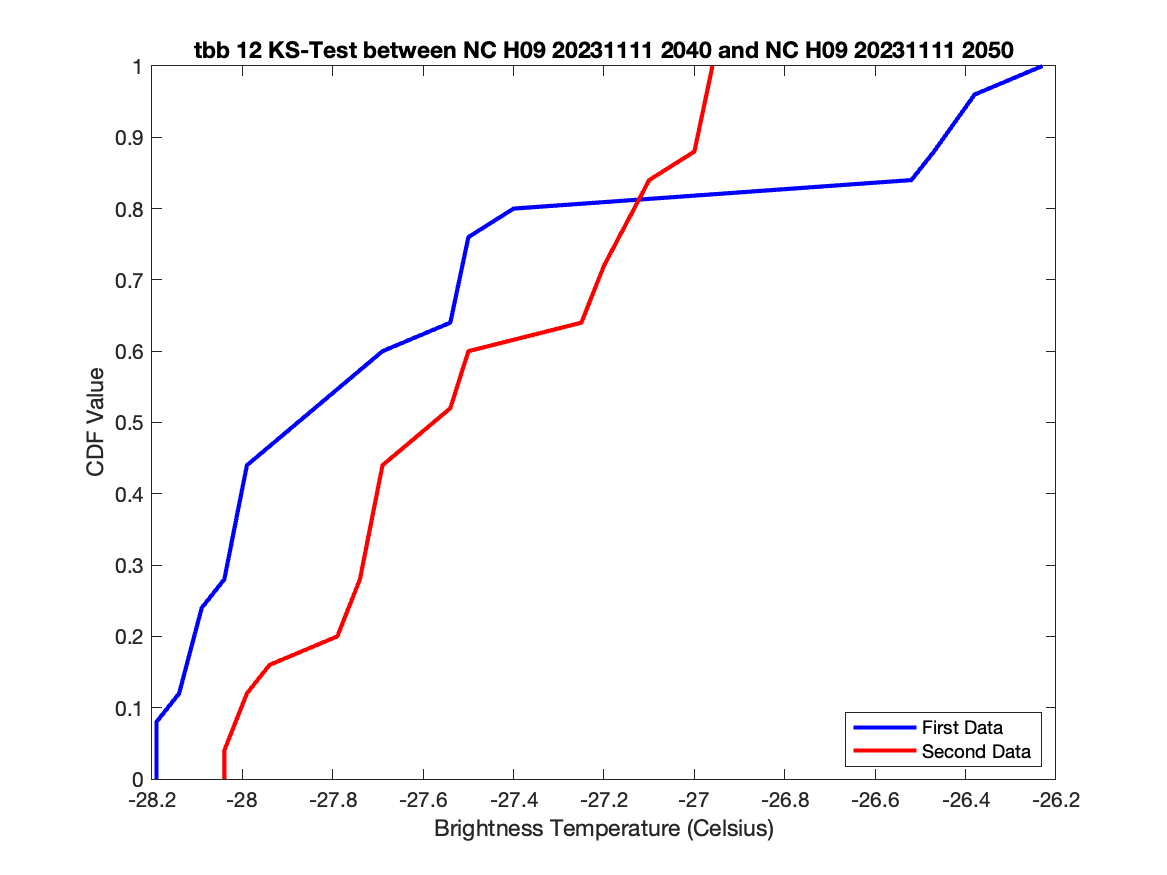 tbb 12 KS-Test between NC H09 20231111 2040 and NC H09 20231111 2050
1
0.9
0.8
0.7
0.6
0.5
0.4
0.3
0.2
0.1
0
CDF Value
First Data
Second Data
-28.2 -28 -27.8 -27.6 -27.4 -27.2 -27 -26.8 -26.6 -26.4 -26.2
Brightness Temperature (Celsius)